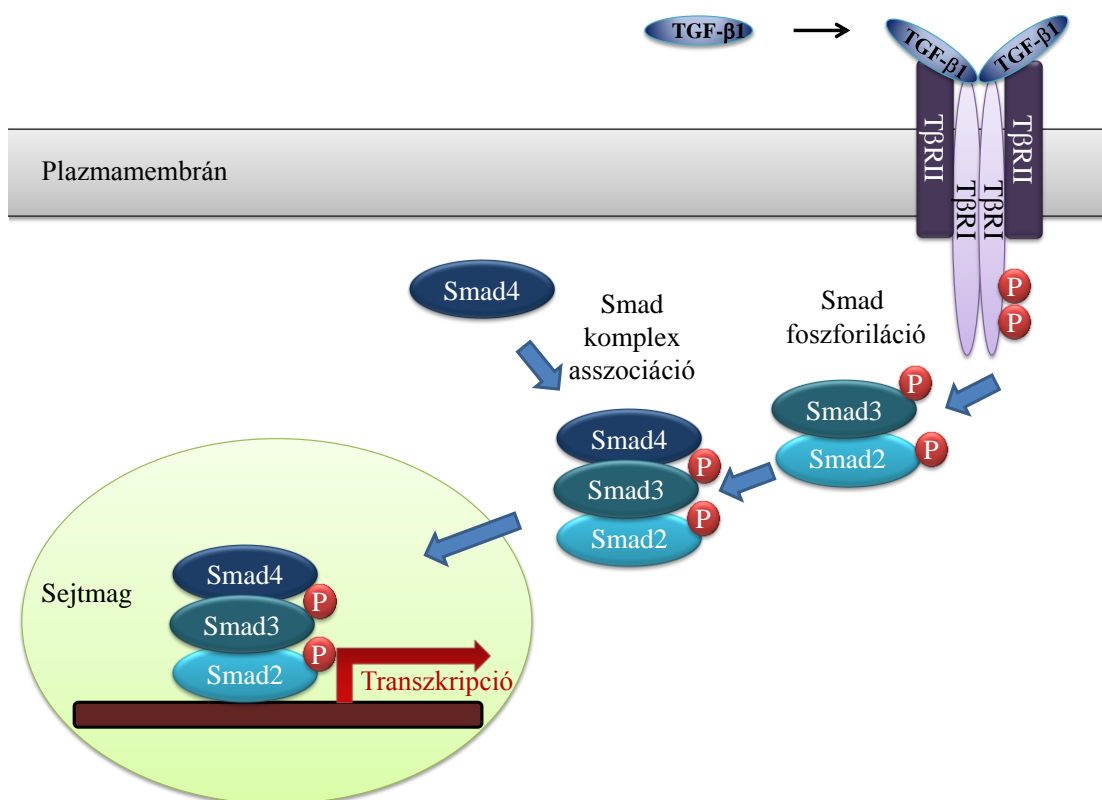 TGF-β1
TGF-β1
TGF-β1
TβRII
TβRI
TβRI
TβRII
Plazmamembrán
P
P
Smad4
Smad
komplex
asszociáció
Smad
foszforiláció
P
Smad3
P
Smad2
Smad4
P
Smad3
P
Smad2
Sejtmag
Smad4
P
Smad3
P
Smad2
Transzkripció